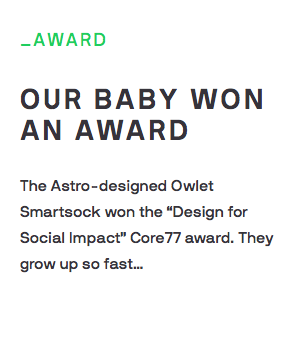 _AWARD
OUR BABY WON
AN AWARD
The Astro-designed Owlet
Smartsock won the “Design for
Social Impact” Core77 award. They
grow up so fast...